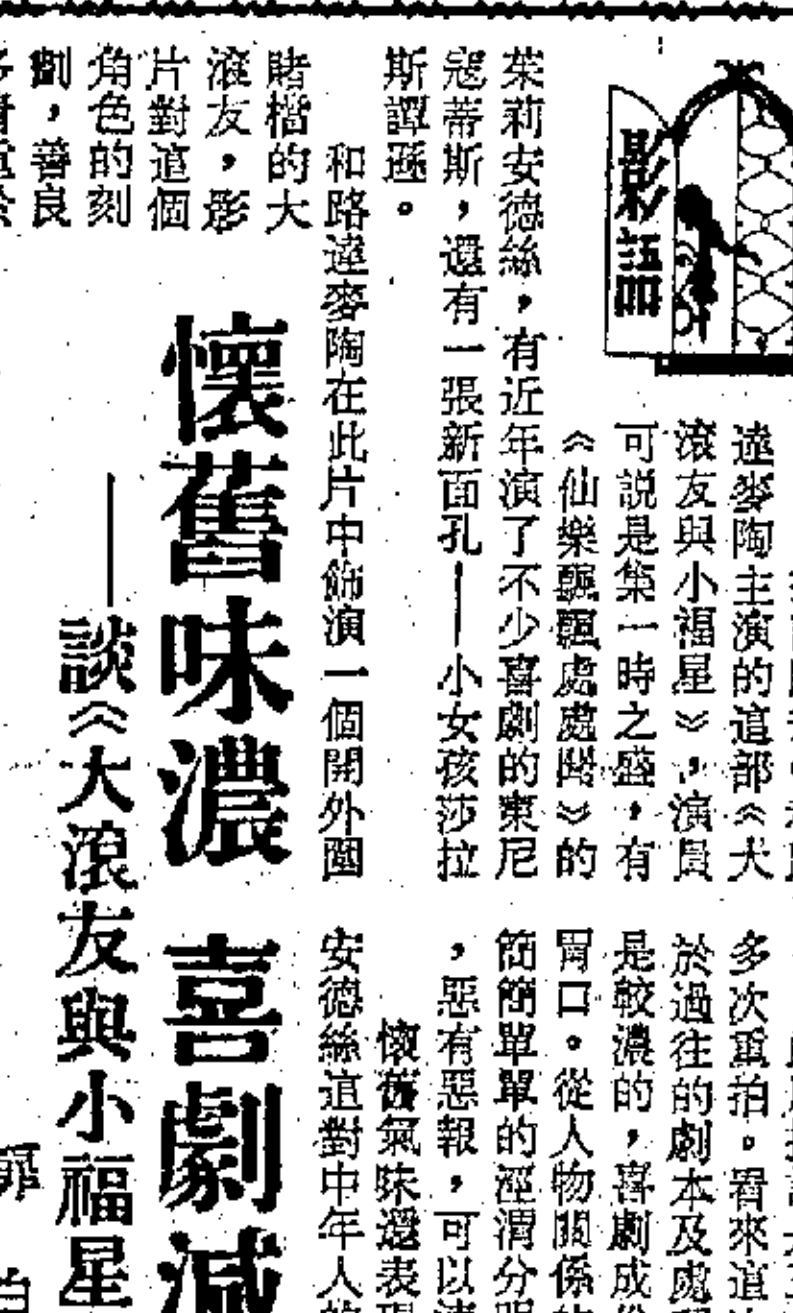 影話
達麥陶主演的這部《大
滾友與小福星》，演員
可説是集一時之盛，有
《仙樂飄飄處處聞》的
茱莉安德絲，有近年演了不少喜劇的東尼
寇蒂斯，還有一張新面孔——小女孩莎拉
斯譚遜。
和路達麥陶在此片中飾演一個開外圍
賭檔的大
滾友，影
片對這個
角色的刻
劃，善良
懷舊味濃 喜劇減
——談《大滾友與小福星
多次重拍。看來這
於過往的劇本及處
是較濃的，喜劇成
胃口。從人物關係
簡簡單單的涇渭分明
，惡有惡報，可以
懷舊氣味還表現
安德絲這對中年人的